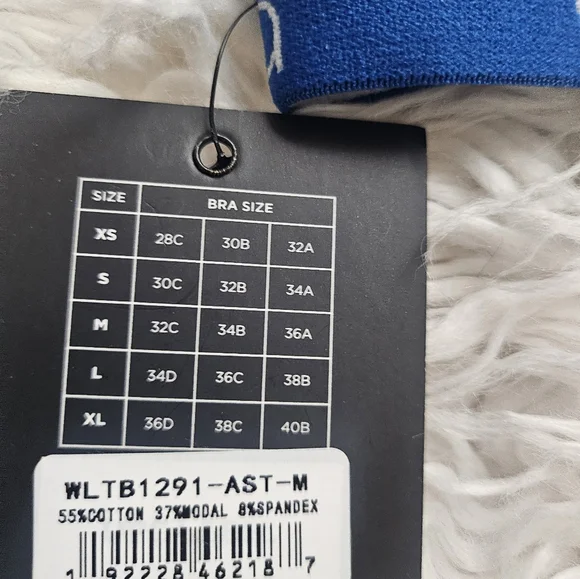 SIZE BRA SIZE
XS 28C 30B 32A
S 30C 32B 34A
M 32C 34B 36A
L 34D 36C 38B
XL 36D 38C 40B
WLTB1291-AST-M
55%COTTON 37%MODAL 8%SPANDEX
1 92228 46218 7